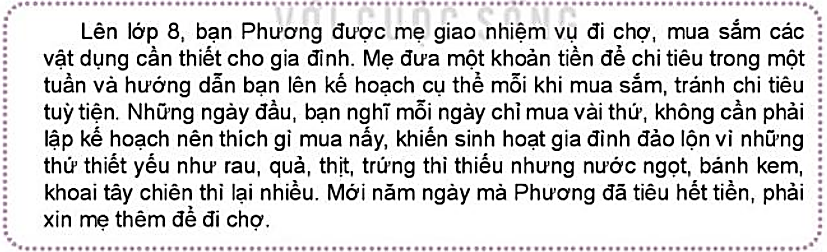 VỚI CUỘC SỐNG
Lên lớp 8, bạn Phương được mẹ giao nhiệm vụ đi chợ, mua sắm các
vật dụng cần thiết cho gia đình. Mẹ đưa một khoản tiền để chi tiêu trong một
tuần và hướng dẫn bạn lên kế hoạch cụ thể mỗi khi mua sắm, tránh chi tiêu
tuỳ tiện. Những ngày đầu, bạn nghĩ mỗi ngày chỉ mua vài thứ, không cần phải
lập kế hoạch nên thích gì mua nấy, khiến sinh hoạt gia đình đảo lộn vì những
thứ thiết yếu như rau, quả, thịt, trứng thì thiếu nhưng nước ngọt, bánh kem,
khoai tây chiên thì lại nhiều. Mới năm ngày mà Phương đã tiêu hết tiền, phải
xin mẹ thêm để đi chợ.